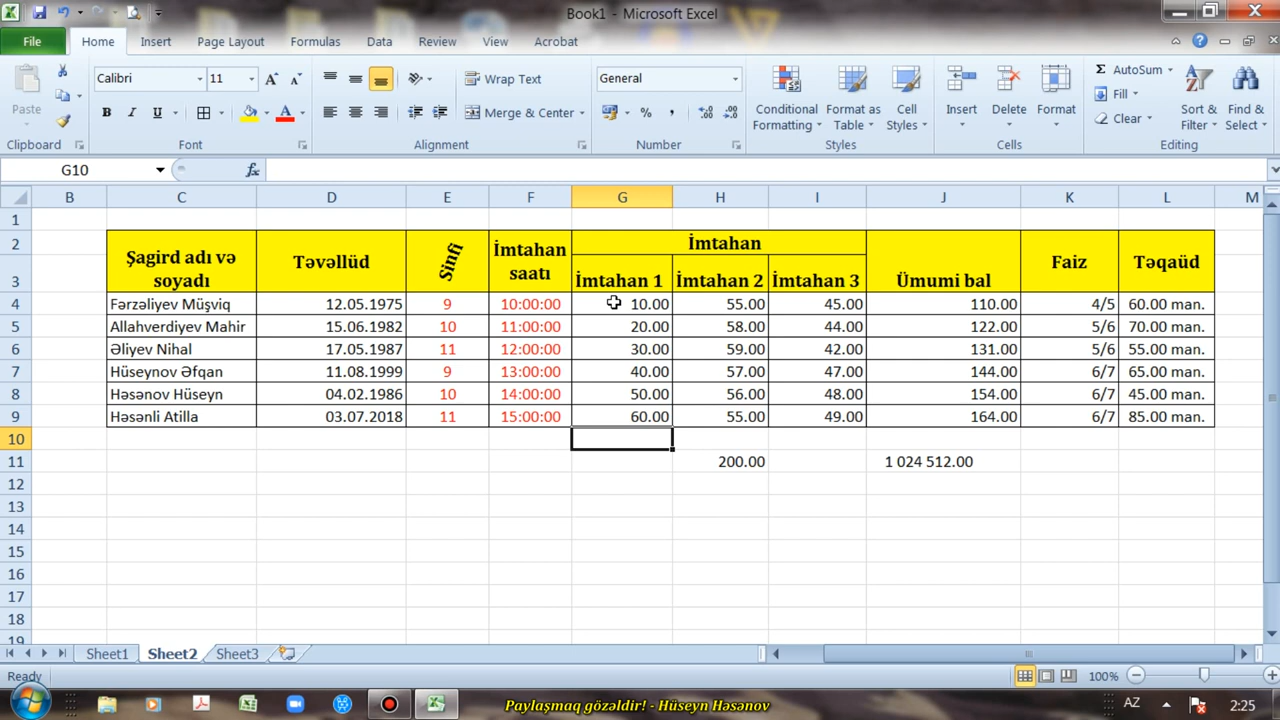 Book1 - Microsoft Excel
File Home Insert Page Layout Formulas Data Review View Acrobat
Paste
Calibri 11
B I U A
Wrap Text
Merge & Center
General
% ,
Conditional Formatting
Format as Table
Cell Styles
Insert
Delete
Format
AutoSum
Fill
Clear
Sort & Filter
Find & Select
Clipboard Font Alignment Number Styles Cells Editing
G10 fx
B C D E F G H I J K L M
1
2 Şagird adı və soyadı Təvəllüd Sinfi İmtahan saatı İmtahan Ümumi bal Faiz Təqaüd
3 İmtahan 1 İmtahan 2 İmtahan 3
4 Fərzəliyev Müşviq 12.05.1975 9 10:00:00 10.00 55.00 45.00 110.00 4/5 60.00 man.
5 Allahverdiyev Mahir 15.06.1982 10 11:00:00 20.00 58.00 44.00 122.00 5/6 70.00 man.
6 Əliyev Nihal 17.05.1987 11 12:00:00 30.00 59.00 42.00 131.00 5/6 55.00 man.
7 Hüseynov Əfqan 11.08.1999 9 13:00:00 40.00 57.00 47.00 144.00 6/7 65.00 man.
8 Həsənov Hüseyn 04.02.1986 10 14:00:00 50.00 56.00 48.00 154.00 6/7 45.00 man.
9 Həsənli Atilla 03.07.2018 11 15:00:00 60.00 55.00 49.00 164.00 6/7 85.00 man.
10
11 200.00 1 024 512.00
12
13
14
15
16
17
18
19
Sheet1 Sheet2 Sheet3
Ready 100%
Paylaşmaq gözəldir! - Hüseyn Həsənov AZ 2:25